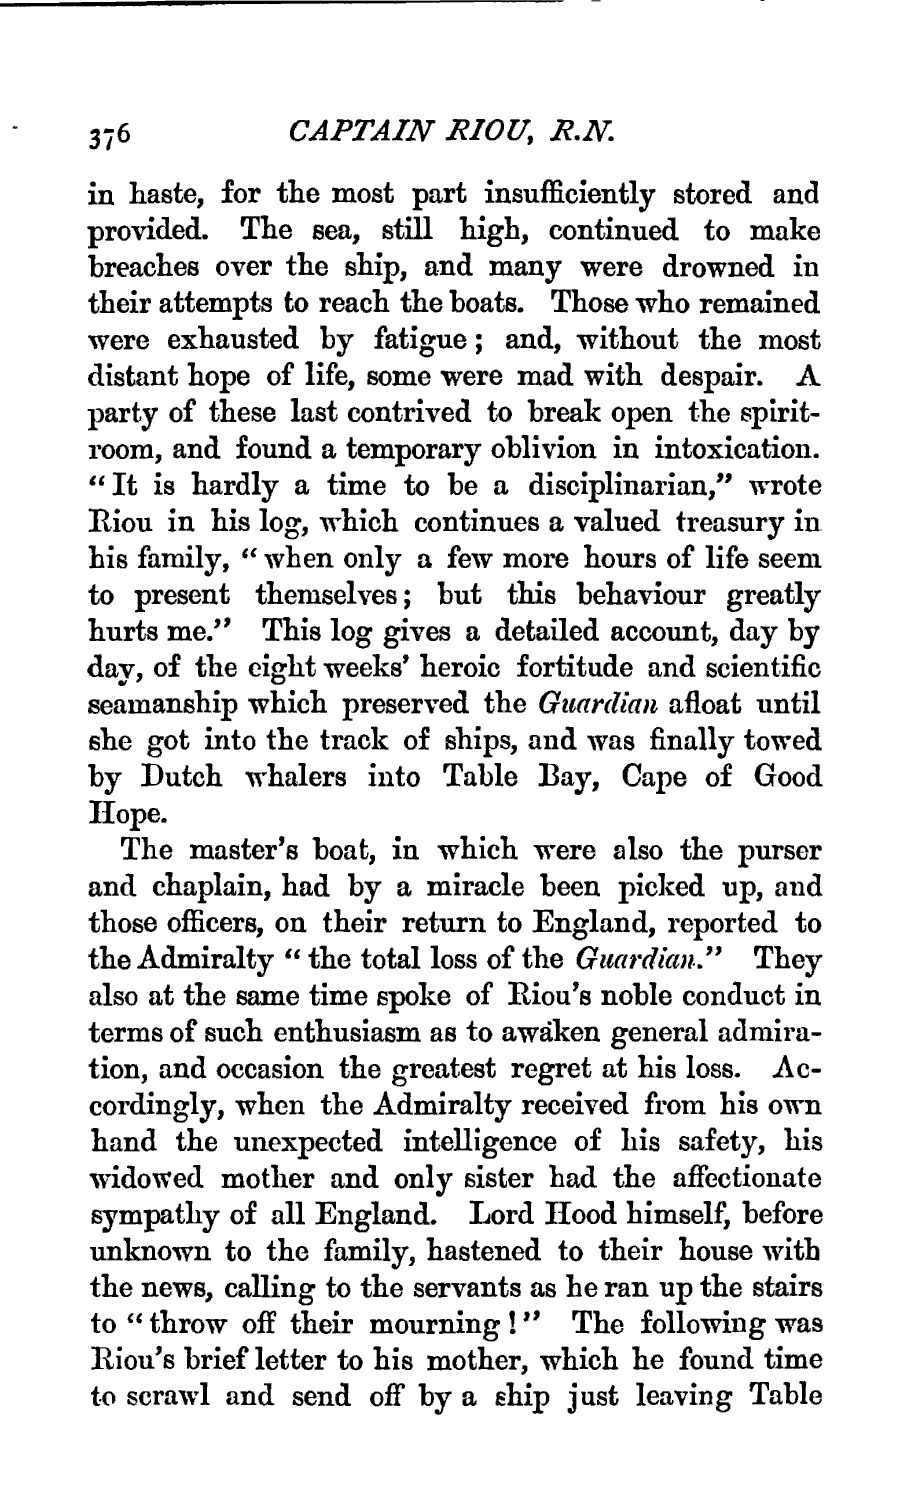 376 CAPTAIN RIOU, R.N.
in haste, for the most part insufficiently stored and
provided. The sea, still high, continued to make
breaches over the ship, and many were drowned in
their attempts to reach the boats. Those who remained
were exhausted by fatigue; and, without the most
distant hope of life, some were mad with despair. A
party of these last contrived to break open the spirit-
room, and found a temporary oblivion in intoxication.
“It is hardly a time to be a disciplinarian,” wrote
Riou in his log, which continues a valued treasury in
his family, “when only a few more hours of life seem
to present themselves; but this behaviour greatly
hurts me.” This log gives a detailed account, day by
day, of the eight weeks’ heroic fortitude and scientific
seamanship which preserved the Guardian afloat until
she got into the track of ships, and was finally towed
by Dutch whalers into Table Bay, Cape of Good
Hope.
The master’s boat, in which were also the purser
and chaplain, had by a miracle been picked up, and
those officers, on their return to England, reported to
the Admiralty “the total loss of the Guardian.” They
also at the same time spoke of Riou’s noble conduct in
terms of such enthusiasm as to awaken general admira-
tion, and occasion the greatest regret at his loss. Ac-
cordingly, when the Admiralty received from his own
hand the unexpected intelligence of his safety, his
widowed mother and only sister had the affectionate
sympathy of all England. Lord Hood himself, before
unknown to the family, hastened to their house with
the news, calling to the servants as he ran up the stairs
to “throw off their mourning!” The following was
Riou’s brief letter to his mother, which he found time
to scrawl and send off by a ship just leaving Table